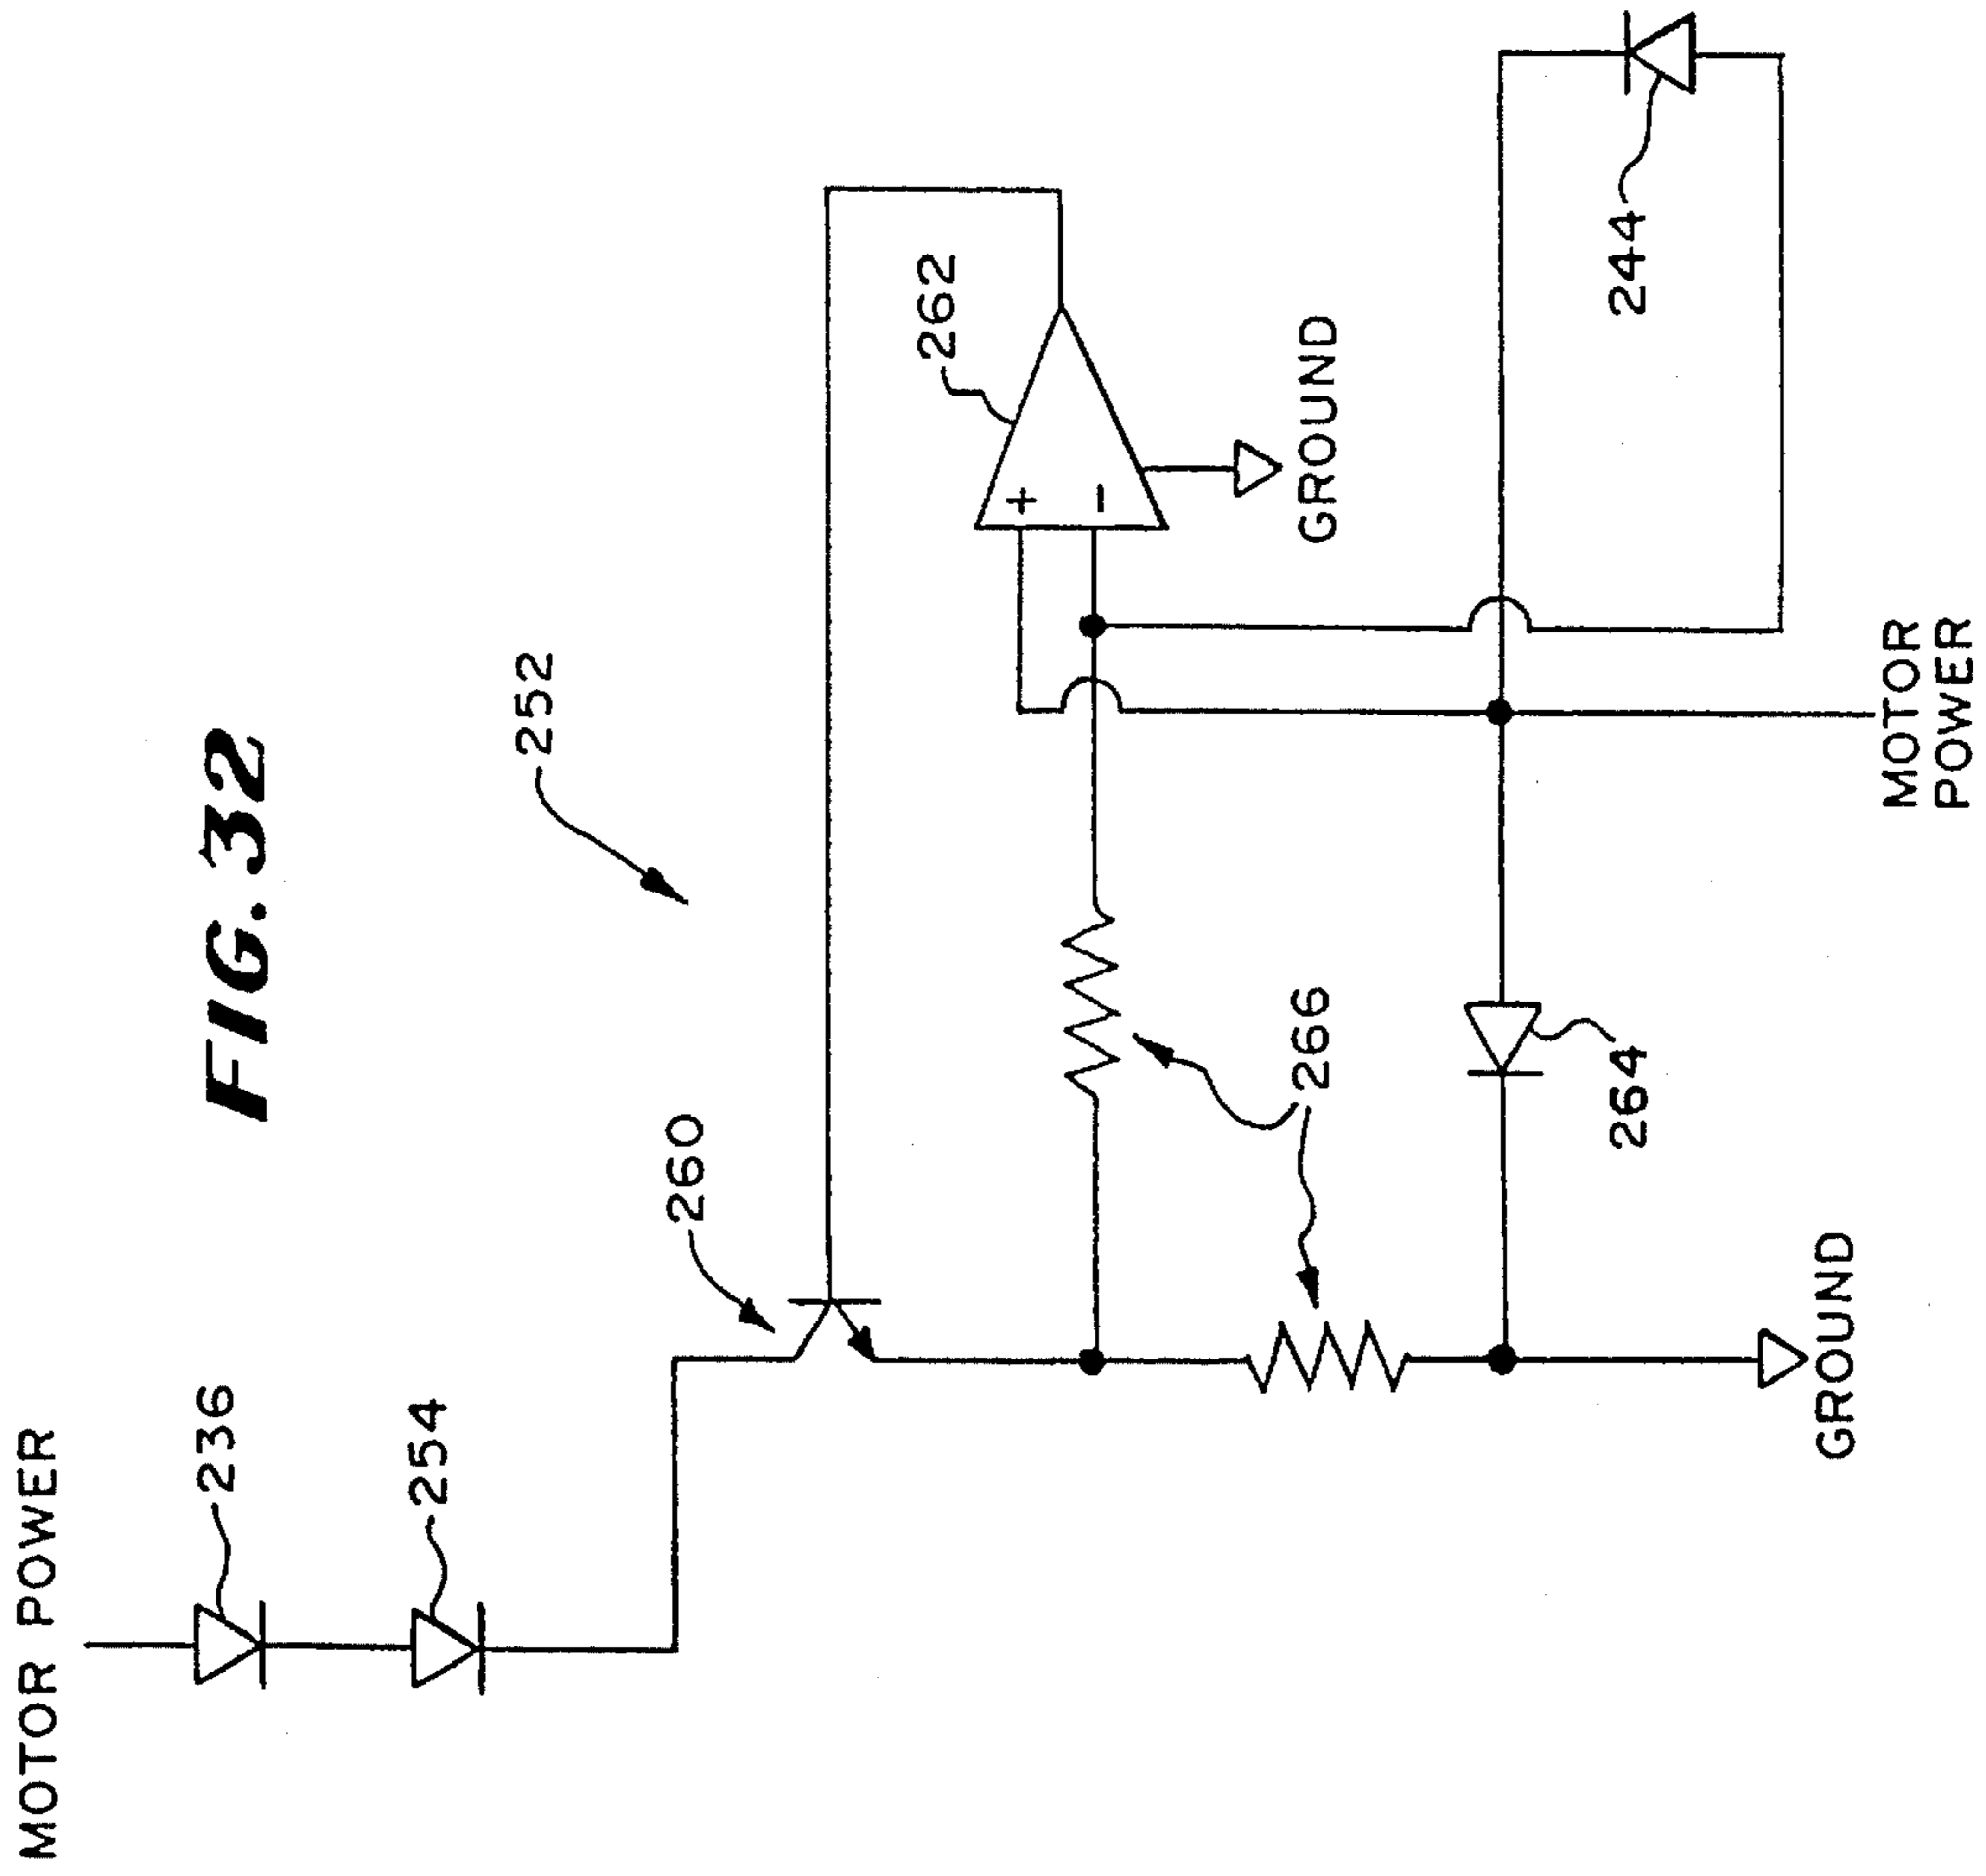 FIG. 32
MOTOR POWER
236
254
260
252
262
+
−
GROUND
266
264
244
GROUND
MOTOR
POWER